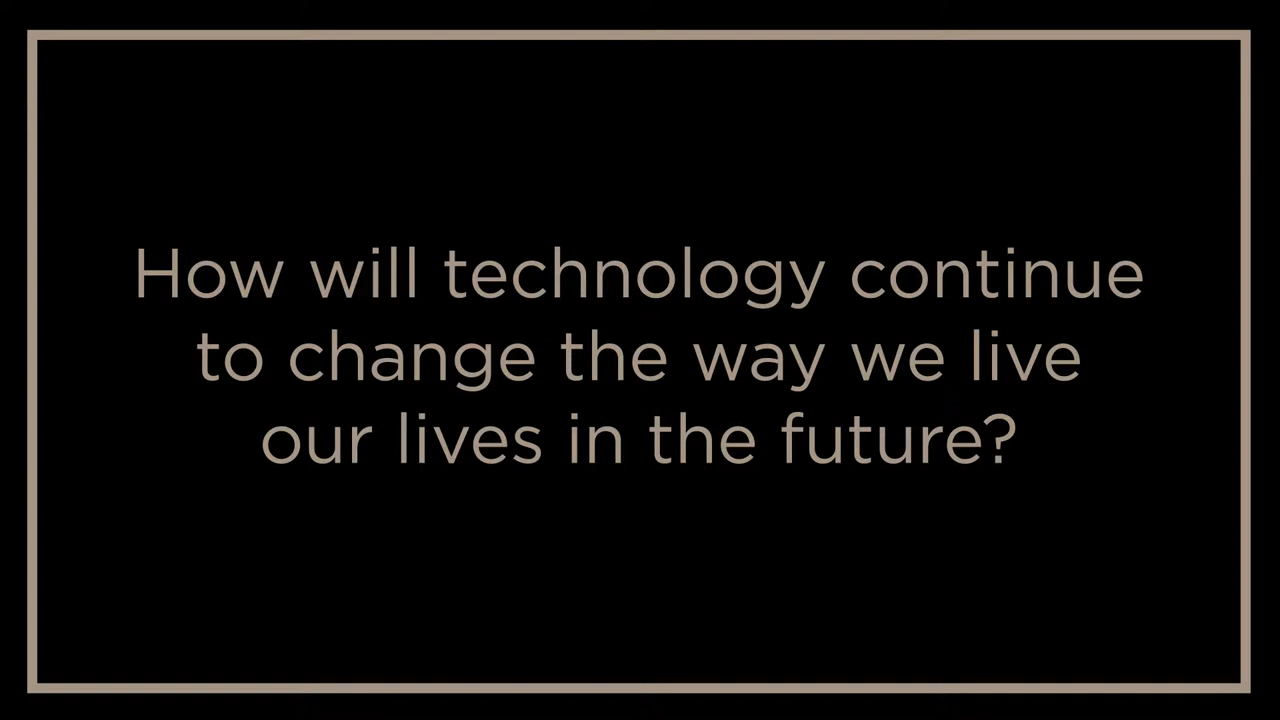 How will technology continue
to change the way we live
our lives in the future?